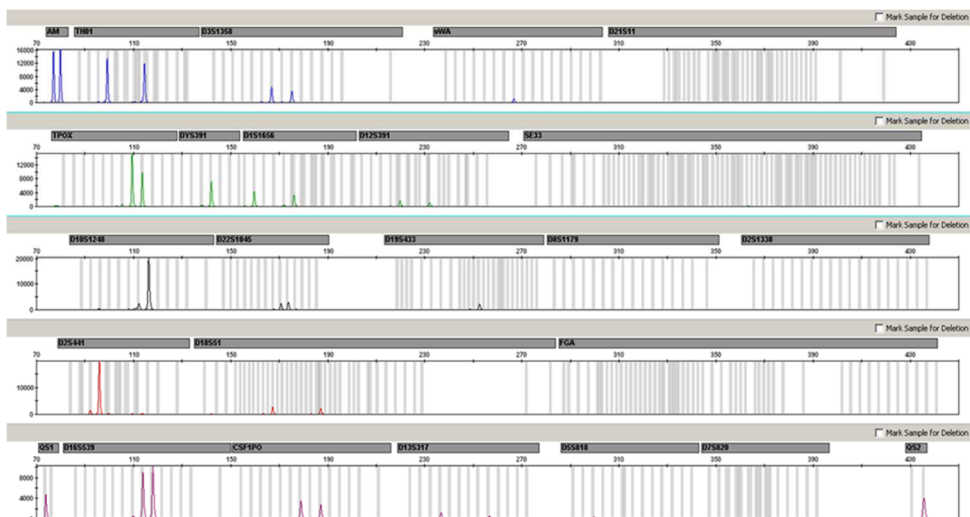 Mark Sample for Deletion
AM TH01 D3S1358 vWA D21S11
70 110 150 190 230 270 310 350 390 430
16000
12000
8000
4000
0
Mark Sample for Deletion
TPOX DYS391 D1S1656 D12S391 SE33
70 110 150 190 230 270 310 350 390 430
12000
8000
4000
0
Mark Sample for Deletion
D10S1248 D22S1045 D19S433 D8S1179 D2S1338
70 110 150 190 230 270 310 350 390 430
20000
10000
0
Mark Sample for Deletion
D2S441 D18S51 FGA
70 110 150 190 230 270 310 350 390 430
10000
0
Mark Sample for Deletion
QS1 D16S539 CSF1PO D13S317 D5S818 D7S820 QS2
70 110 150 190 230 270 310 350 390 430
8000
4000